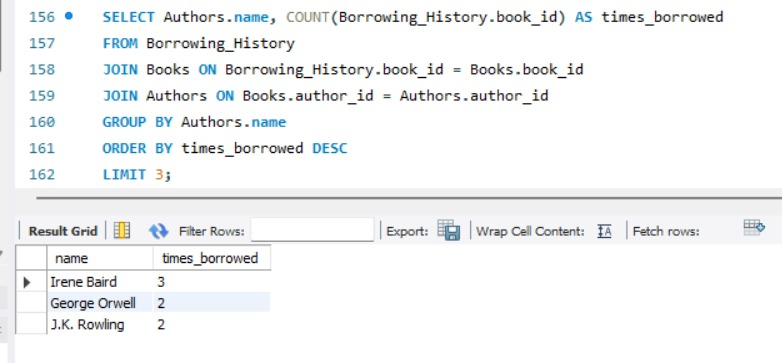 156 SELECT Authors.name, COUNT(Borrowing_History.book_id) AS times_borrowed
157 FROM Borrowing_History
158 JOIN Books ON Borrowing_History.book_id = Books.book_id
159 JOIN Authors ON Books.author_id = Authors.author_id
160 GROUP BY Authors.name
161 ORDER BY times_borrowed DESC
162 LIMIT 3;
Result Grid Filter Rows: Export: Wrap Cell Content: IA Fetch rows:
name times_borrowed
Irene Baird 3
George Orwell 2
J.K. Rowling 2